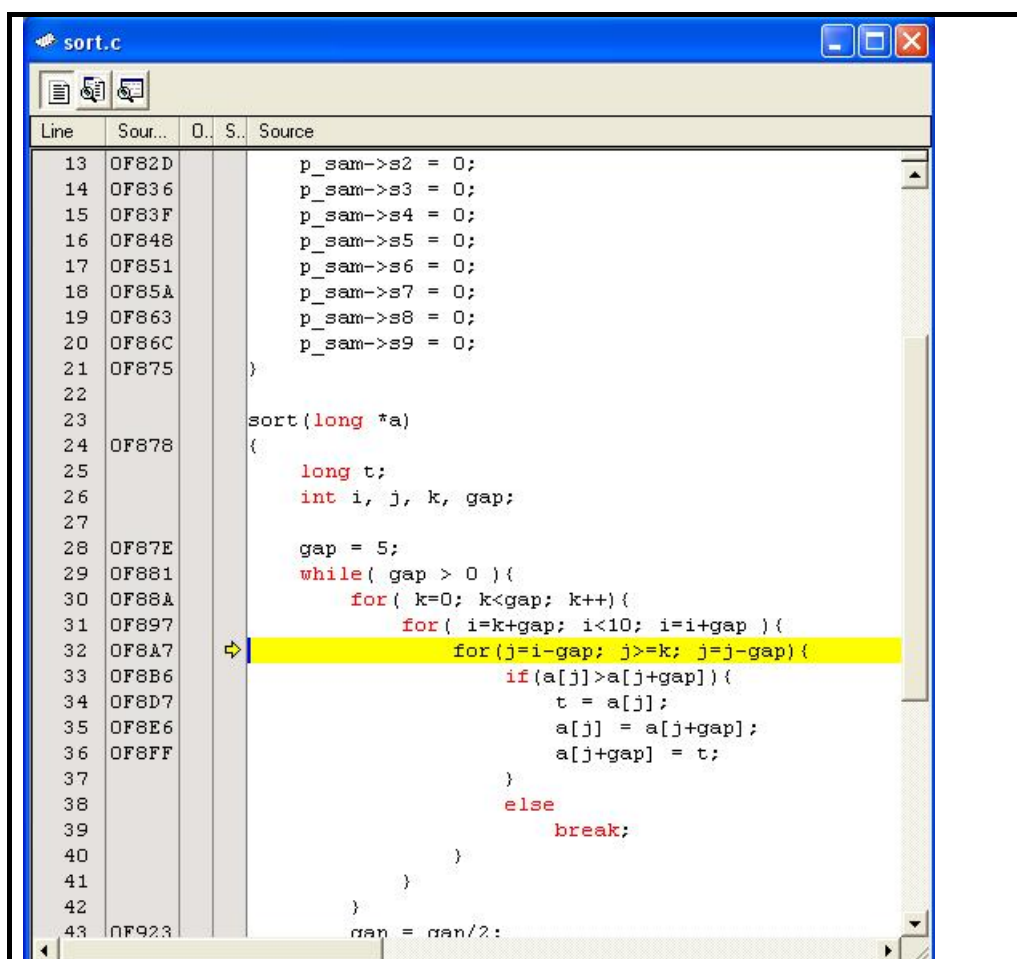 sort.c
Line Sour... O.. S.. Source
13 0F82D p_sam->s2 = 0;
14 0F836 p_sam->s3 = 0;
15 0F83F p_sam->s4 = 0;
16 0F848 p_sam->s5 = 0;
17 0F851 p_sam->s6 = 0;
18 0F85A p_sam->s7 = 0;
19 0F863 p_sam->s8 = 0;
20 0F86C p_sam->s9 = 0;
21 0F875 }
22
23 sort(long *a)
24 0F878 {
25 long t;
26 int i, j, k, gap;
27
28 0F87E gap = 5;
29 0F881 while( gap > 0 ){
30 0F88A for( k=0; k<gap; k++){
31 0F897 for( i=k+gap; i<10; i=i+gap ){
32 0F8A7 for(j=i-gap; j>=k; j=j-gap){
33 0F8B6 if(a[j]>a[j+gap]){
34 0F8D7 t = a[j];
35 0F8E6 a[j] = a[j+gap];
36 0F8FF a[j+gap] = t;
37 }
38 else
39 break;
40 }
41 }
42 }
43 0F923 gap = gap/2;